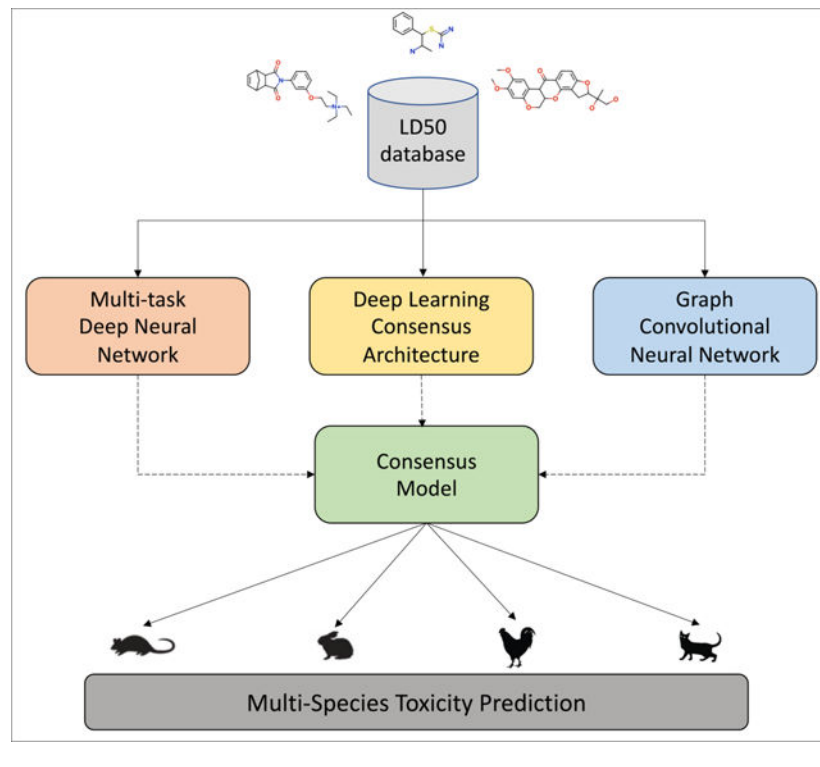 LD50
database
Multi-task
Deep Neural
Network
Deep Learning
Consensus
Architecture
Graph
Convolutional
Neural Network
Consensus
Model
Multi-Species Toxicity Prediction